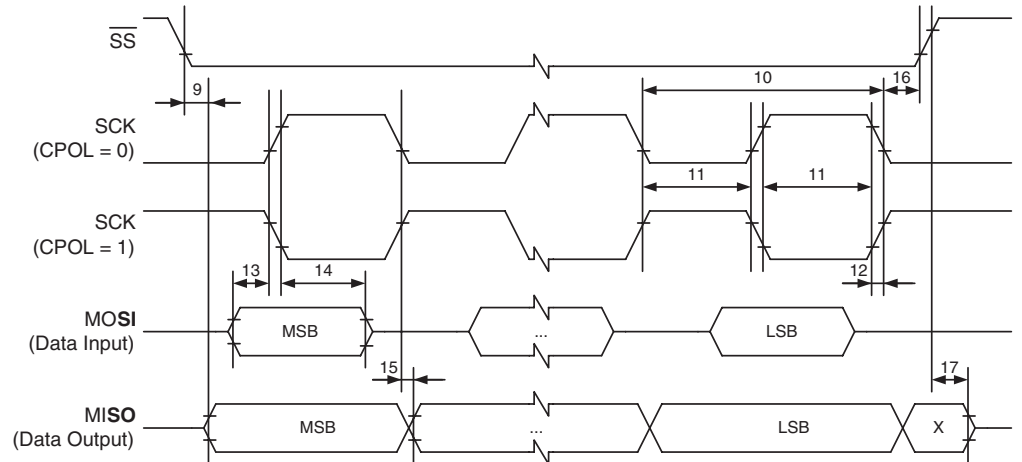 SS
9
10
16
SCK
(CPOL = 0)
11
11
SCK
(CPOL = 1)
13
14
12
MOSI
(Data Input)
MSB
...
LSB
15
17
MISO
(Data Output)
MSB
...
LSB
X